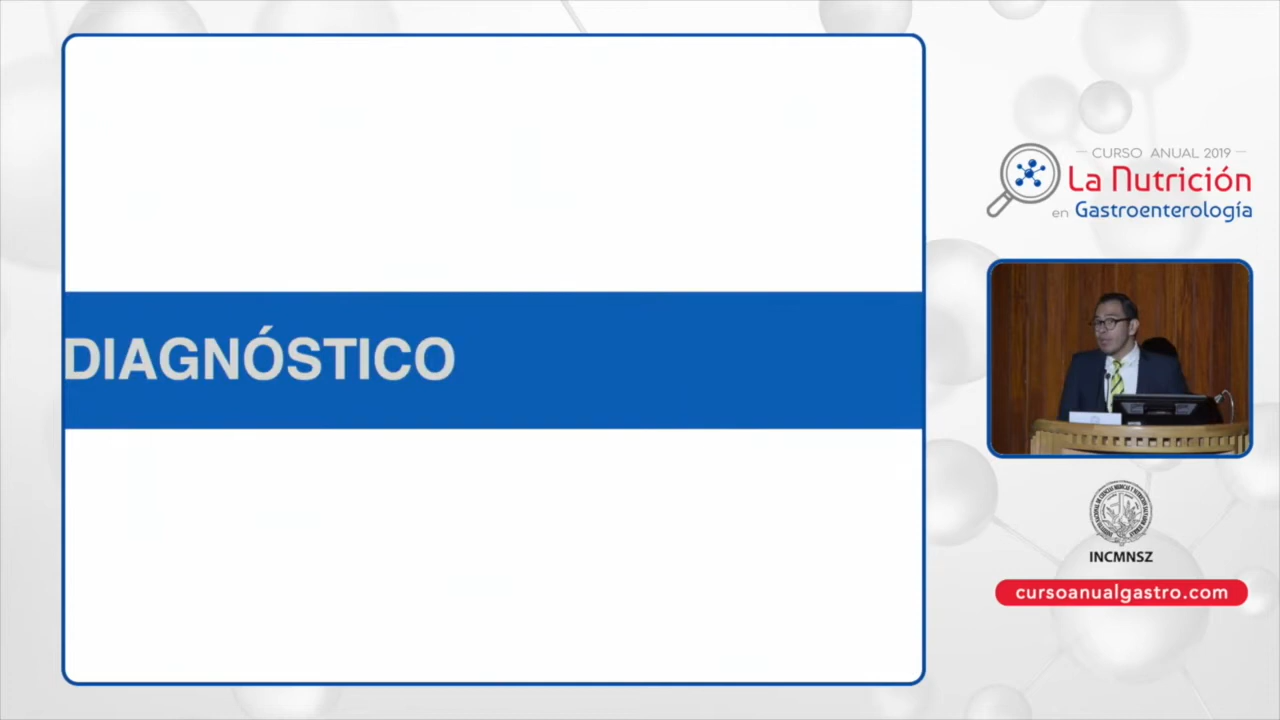 DIAGNÓSTICO
CURSO ANUAL 2019
La Nutrición
en Gastroenterología
INCMNSZ
cursoanualgastro.com